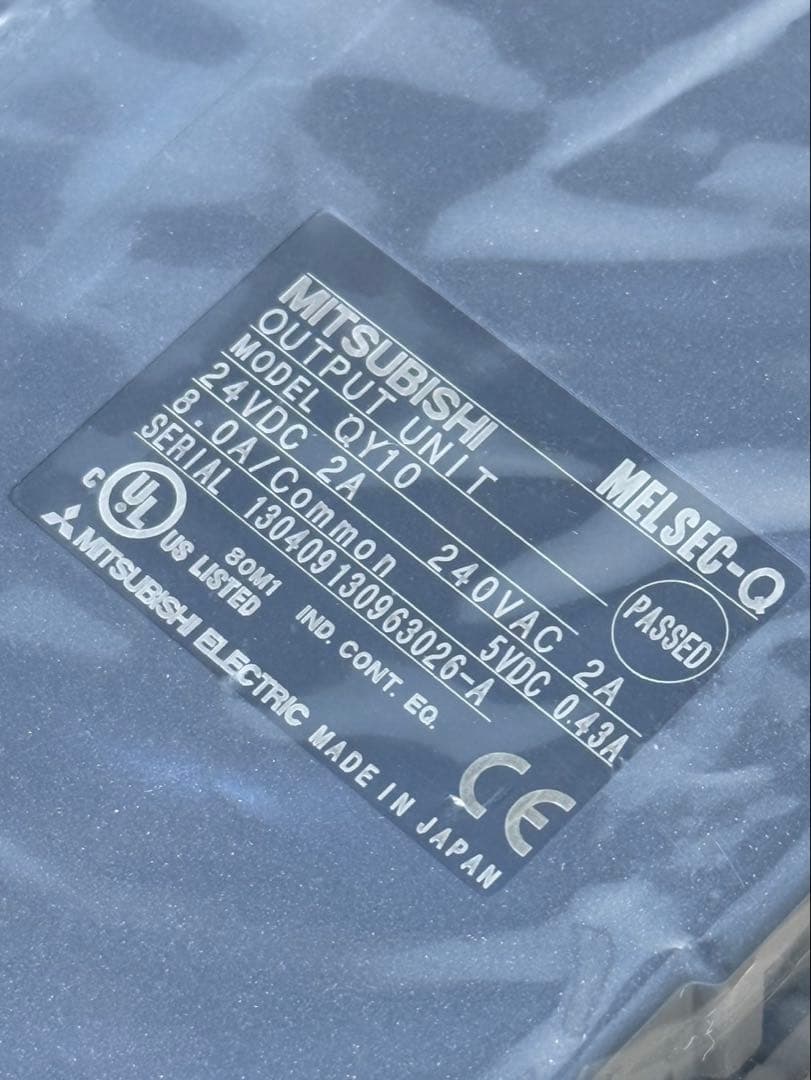 MITSUBISHI
MELSEC-Q
OUTPUT UNIT
MODEL QY10
PASSED
24VDC 2A 240VAC 2A
8.0A/Common 5VDC 0.43A
SERIAL 130409130963026-A
C UL US LISTED
80M1 IND. CONT. EQ.
CE
MITSUBISHI ELECTRIC MADE IN JAPAN